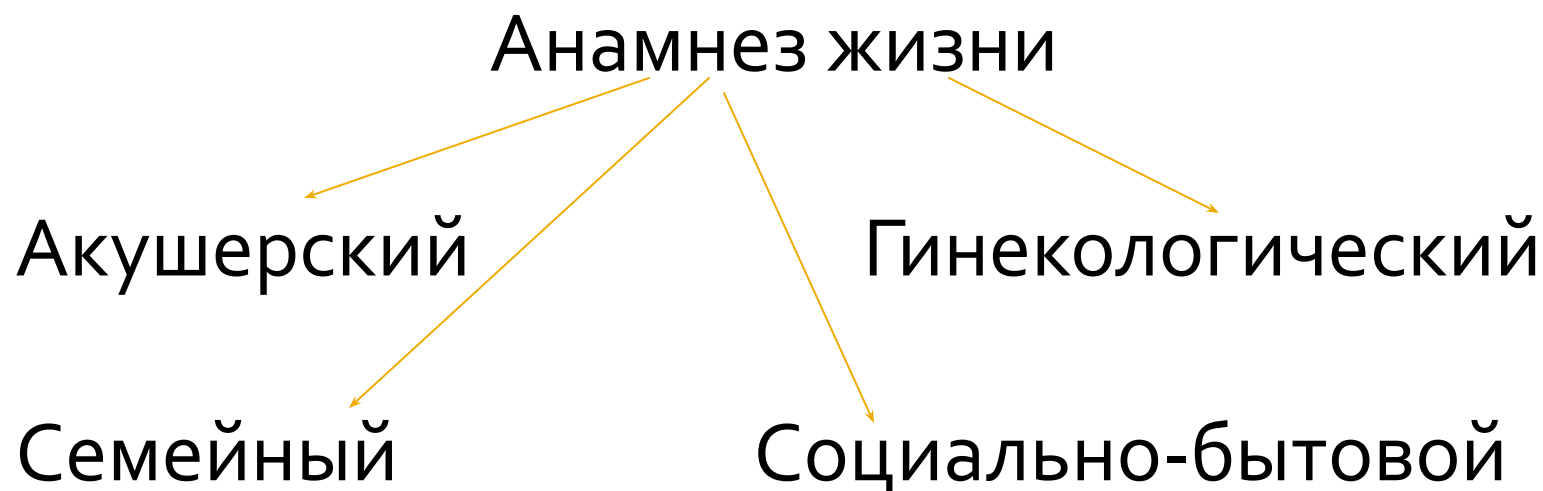 Анамнез жизни
Акушерский
Гинекологический
Семейный
Социально-бытовой